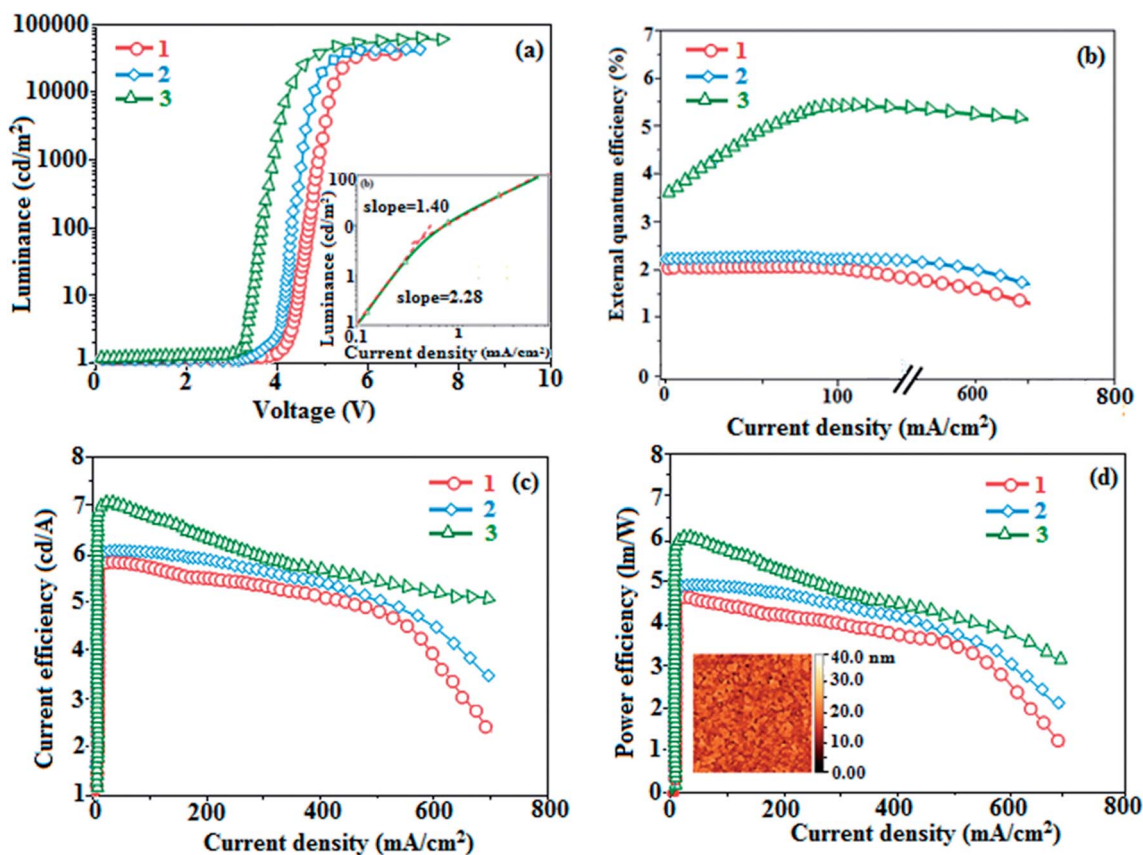 (a)
1
2
3
Luminance (cd/m²)
100000
10000
1000
100
10
1
0 2 4 6 8 10
Voltage (V)
(b)
slope=1.40
slope=2.28
Luminance (cd/m²)
100
0
1
1
0.1 1
Current density (mA/cm²)
(b)
1
2
3
External quantum efficiency (%)
7
6
5
4
3
2
1
0
0 100 600 800
Current density (mA/cm²)
(c)
1
2
3
Current efficiency (cd/A)
8
7
6
5
4
3
2
1
0 200 400 600 800
Current density (mA/cm²)
(d)
1
2
3
Power efficiency (lm/W)
8
7
6
5
4
3
2
1
0
40.0 nm
30.0
20.0
10.0
0.00
0 200 400 600 800
Current density (mA/cm²)